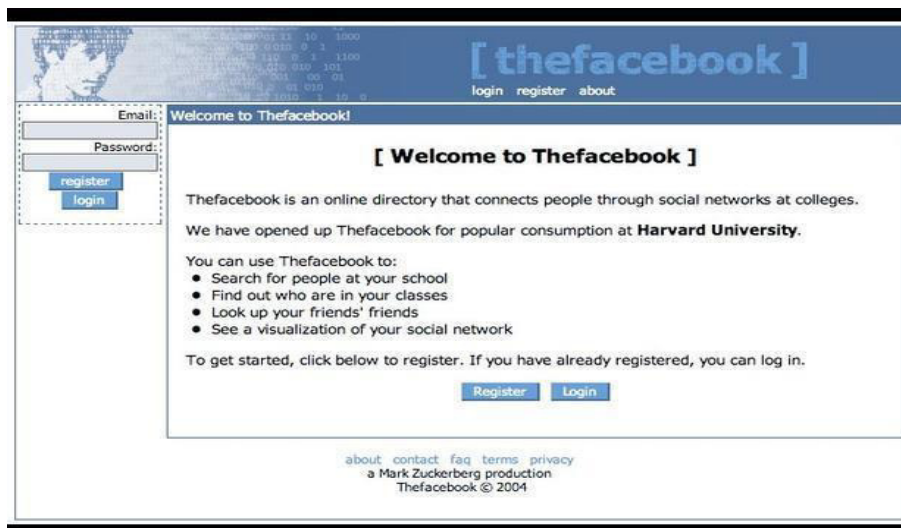 [ thefacebook ]
login register about
Email:
Password:
register
login
Welcome to Thefacebook!
[ Welcome to Thefacebook ]
Thefacebook is an online directory that connects people through social networks at colleges.
We have opened up Thefacebook for popular consumption at Harvard University.
You can use Thefacebook to:
• Search for people at your school
• Find out who are in your classes
• Look up your friends' friends
• See a visualization of your social network
To get started, click below to register. If you have already registered, you can log in.
Register Login
about contact faq terms privacy
a Mark Zuckerberg production
Thefacebook © 2004